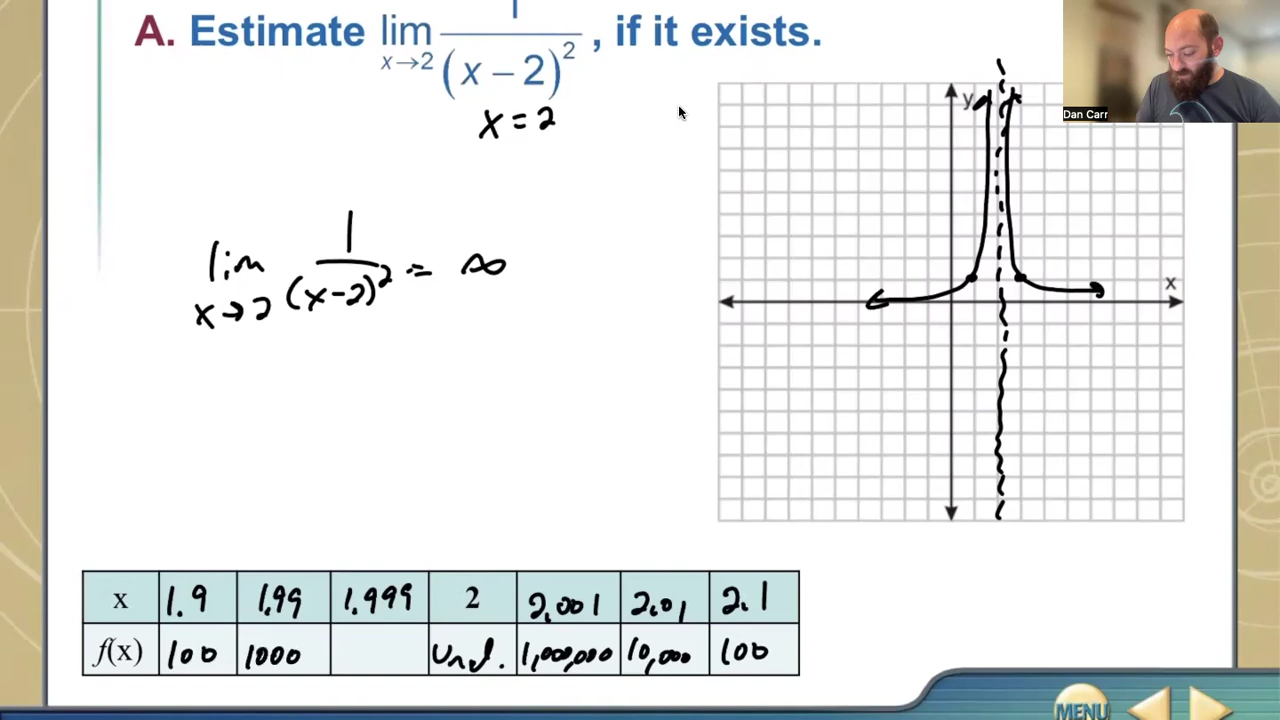 A. Estimate lim x→2 1/(x − 2)², if it exists.
x = 2
Dan Carr
y
lim x→2 1/(x-2)² = ∞
x
x 1.9 1.99 1.999 2 2.001 2.01 2.1
f(x) 100 1000 Und. 1,000,000 10,000 100
MENU